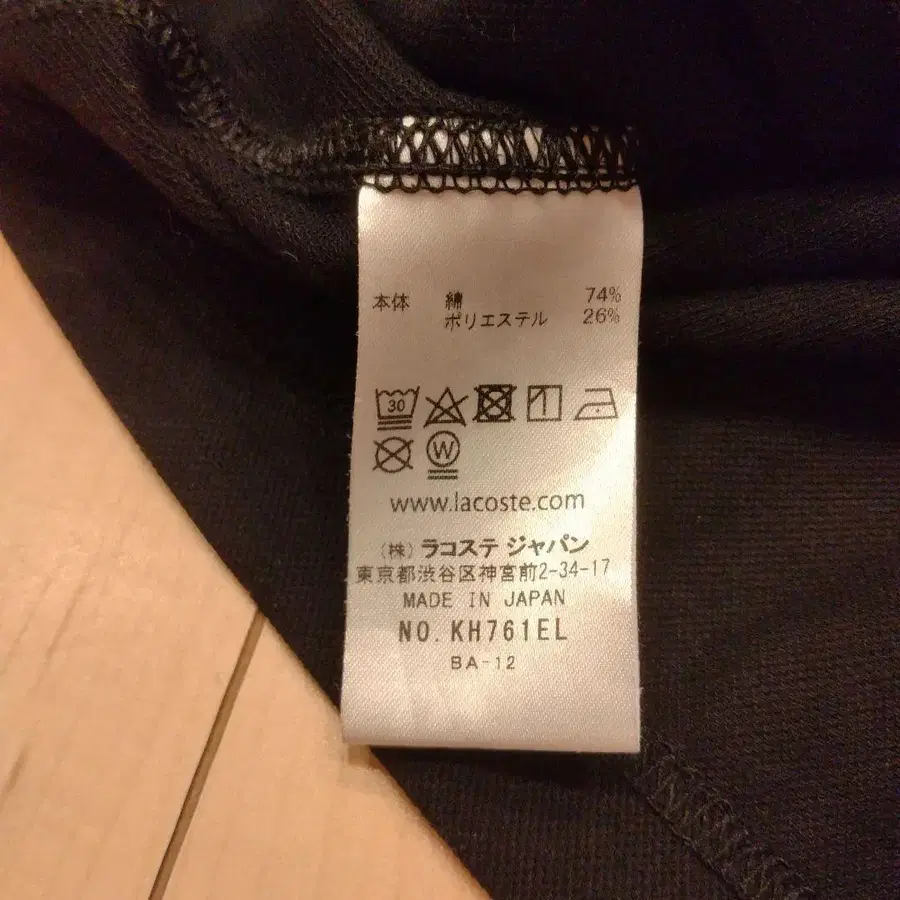 本体 綿 74%
ポリエステル 26%
30
W
www.lacoste.com
(株) ラコステ ジャパン
東京都渋谷区神宮前2-34-17
MADE IN JAPAN
NO. KH761EL
BA-12